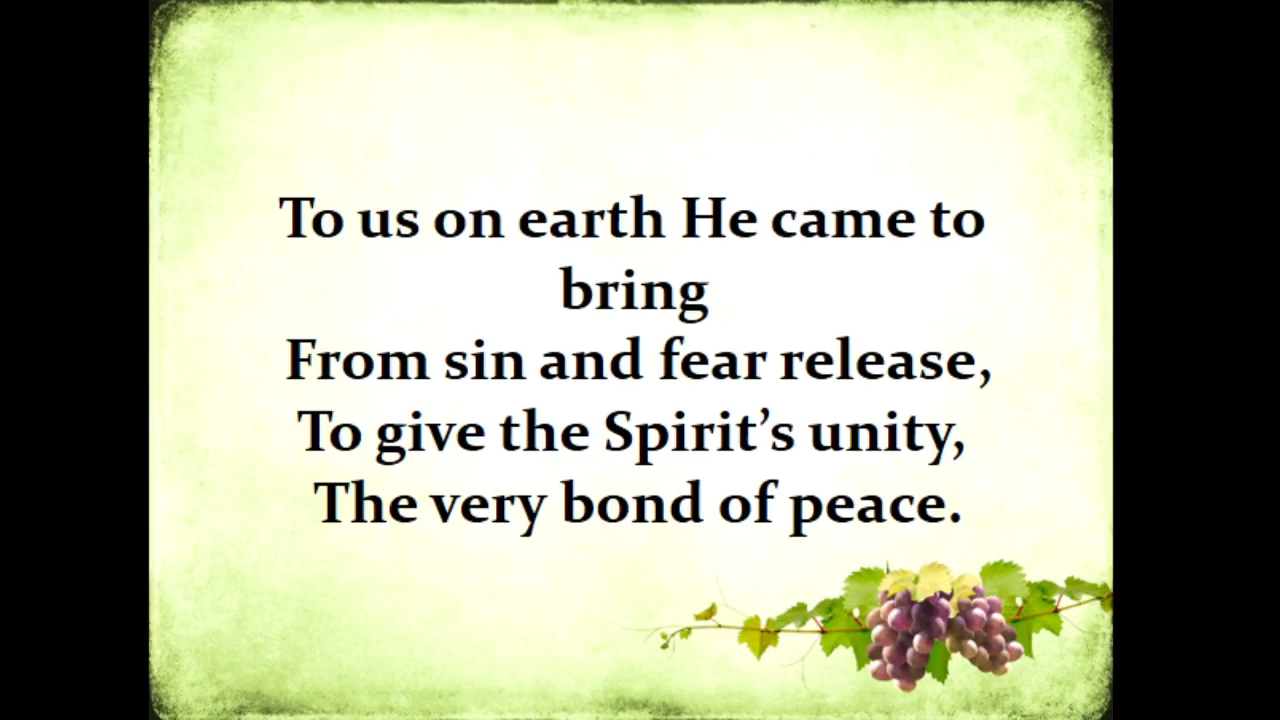 To us on earth He came to
bring
From sin and fear release,
To give the Spirit’s unity,
The very bond of peace.